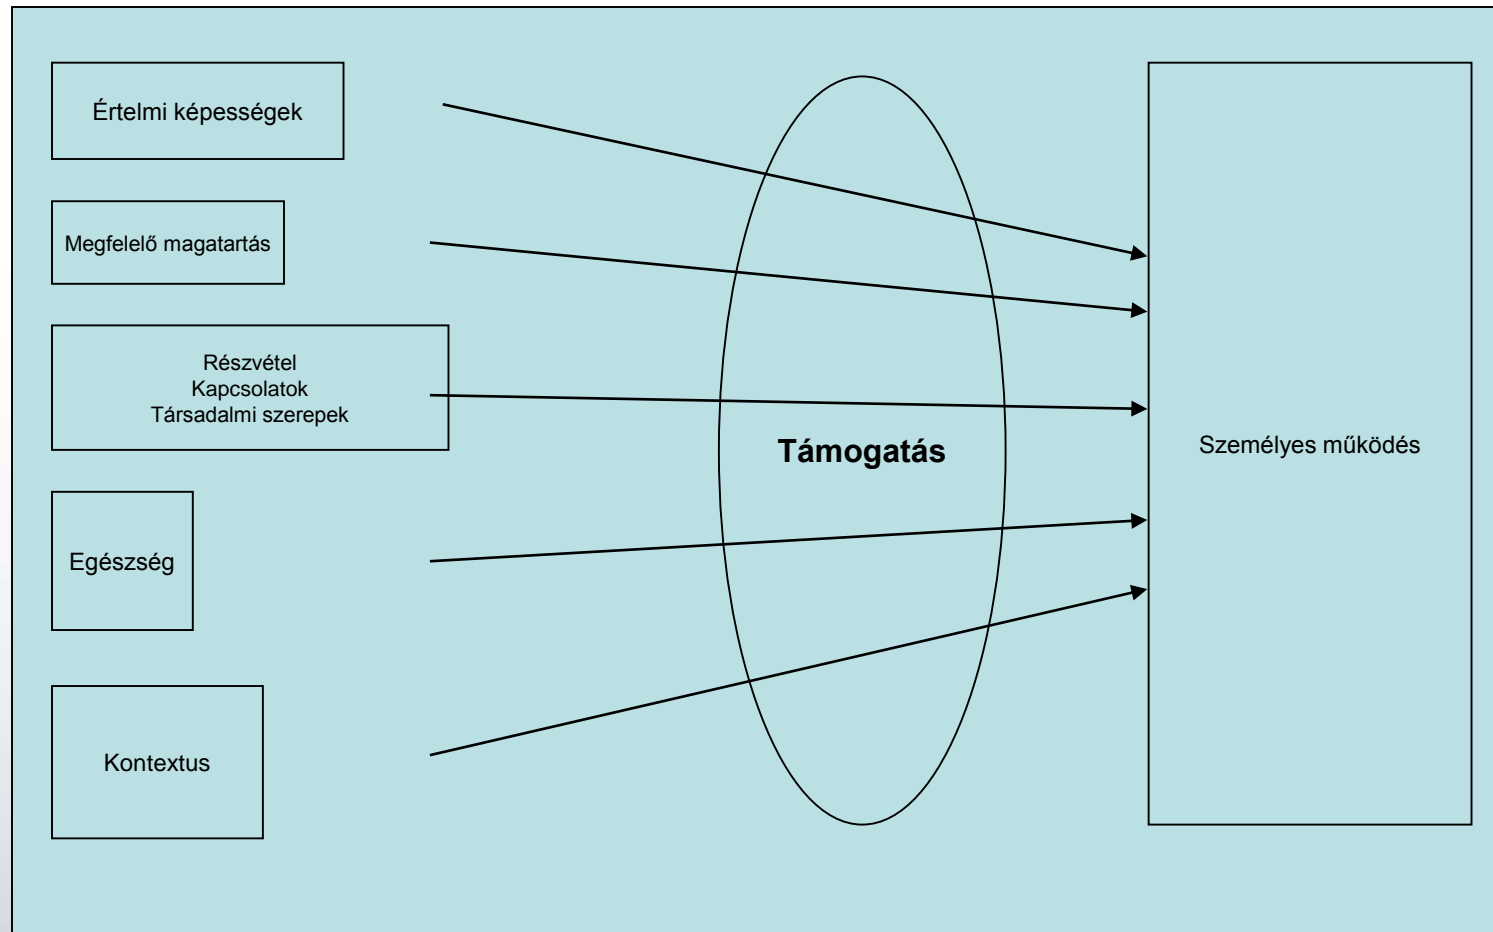 Értelmi képességek
Megfelelő magatartás
Részvétel
Kapcsolatok
Társadalmi szerepek
Egészség
Kontextus
Támogatás
Személyes működés